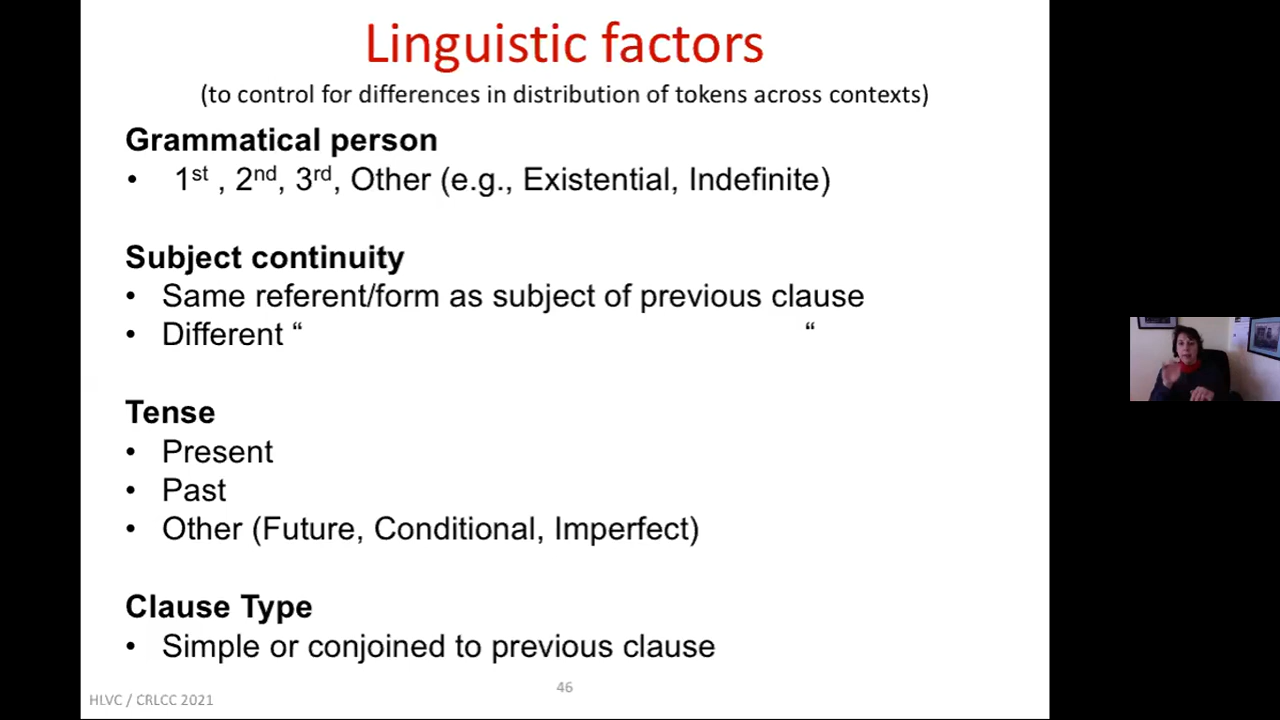 Linguistic factors
(to control for differences in distribution of tokens across contexts)
Grammatical person
• 1st , 2nd, 3rd, Other (e.g., Existential, Indefinite)
Subject continuity
• Same referent/form as subject of previous clause
• Different “ “
Tense
• Present
• Past
• Other (Future, Conditional, Imperfect)
Clause Type
• Simple or conjoined to previous clause
46
HLVC / CRLCC 2021